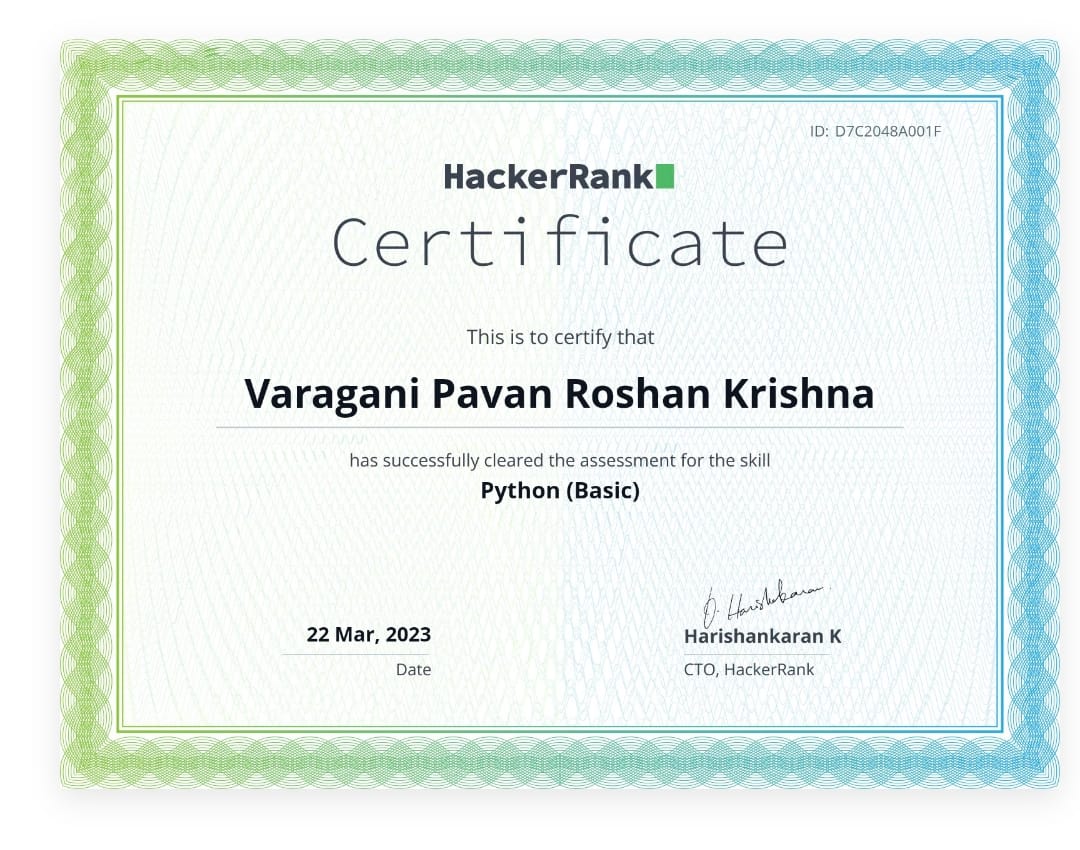 ID: D7C2048A001F
HackerRank
Certificate
This is to certify that
Varagani Pavan Roshan Krishna
has successfully cleared the assessment for the skill
Python (Basic)
22 Mar, 2023
Date
Harishankaran K
CTO, HackerRank